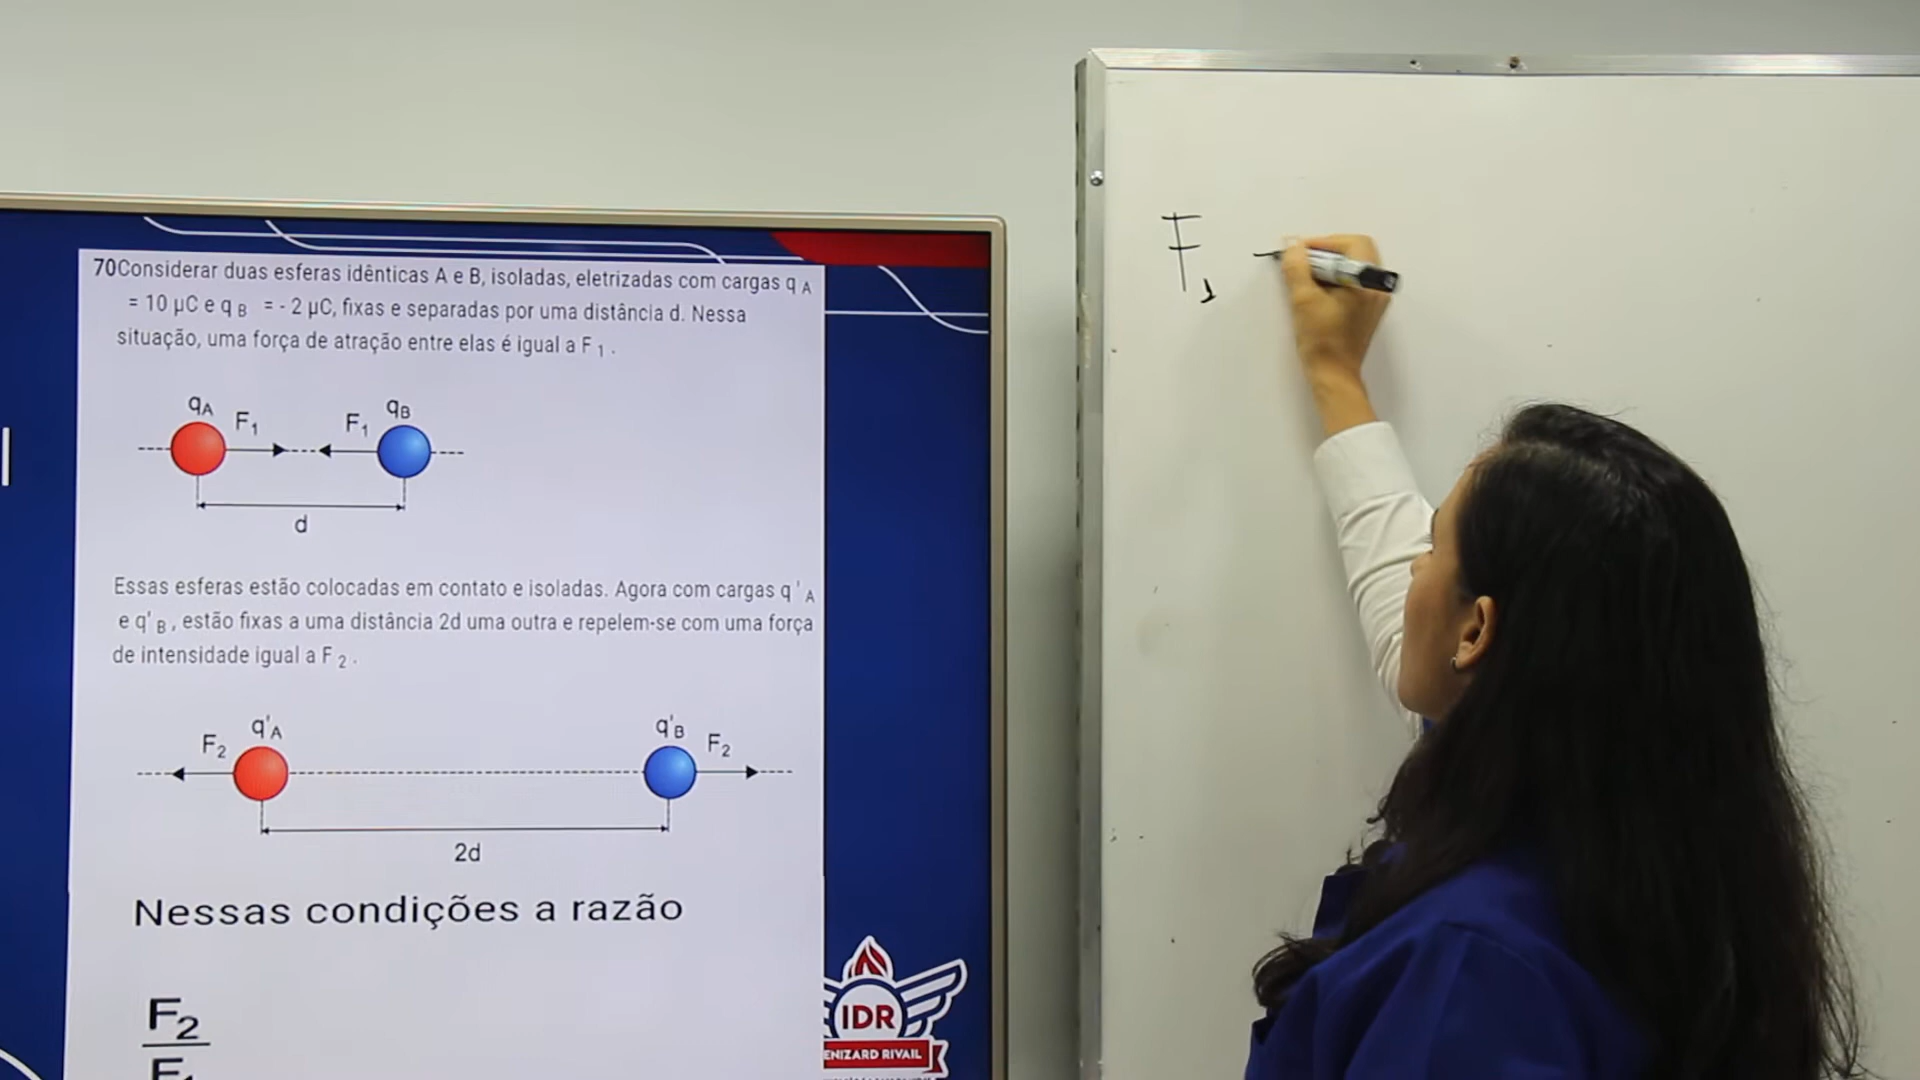 70Considerar duas esferas idênticas A e B, isoladas, eletrizadas com cargas q A
= 10 µC e q B = - 2 µC, fixas e separadas por uma distância d. Nessa
situação, uma força de atração entre elas é igual a F 1 .
qA F1 F1 qB
d
Essas esferas estão colocadas em contato e isoladas. Agora com cargas q ' A
e q' B , estão fixas a uma distância 2d uma outra e repelem-se com uma força
de intensidade igual a F 2 .
F2 q'A q'B F2
2d
Nessas condições a razão
F2
F1
IDR
ENIZARD RIVAIL
F1